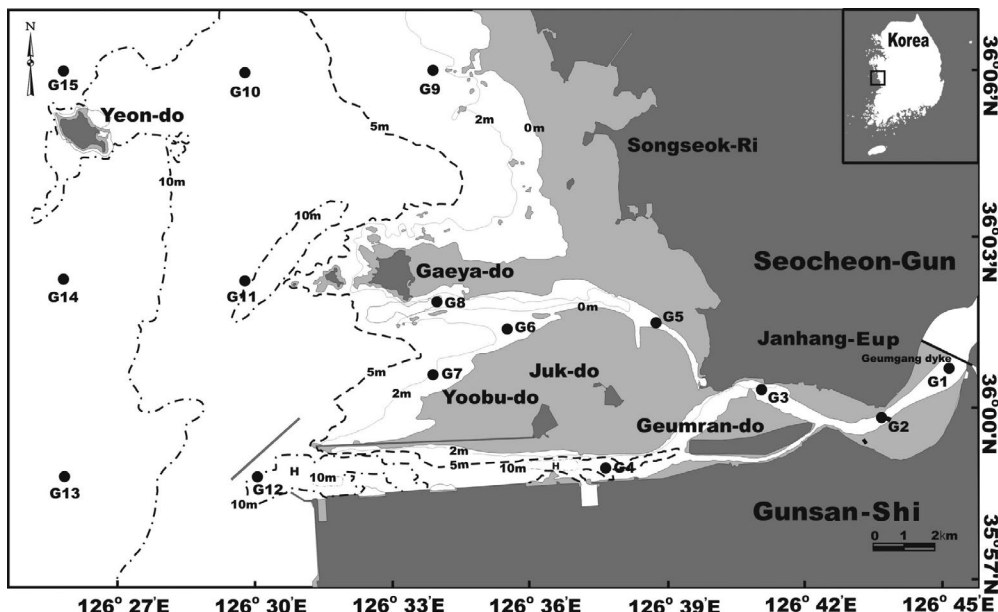 N
Korea
G15
G10
G9
36°06'N
Yeon-do
5m
2m
0m
Songseok-Ri
10m
10m
36°03'N
Gaeya-do
Seocheon-Gun
G14
G11
G8
0m
G5
G6
Janhang-Eup
Geumgang dyke
5m
G7
Juk-do
G3
G1
2m
Yoobu-do
36°00'N
Geumran-do
G2
2m
5m
H
10m
10m
H
G4
G13
G12
10m
Gunsan-Shi
0 1 2km
35°57'N
126°27'E 126°30'E 126°33'E 126°36'E 126°39'E 126°42'E 126°45'E